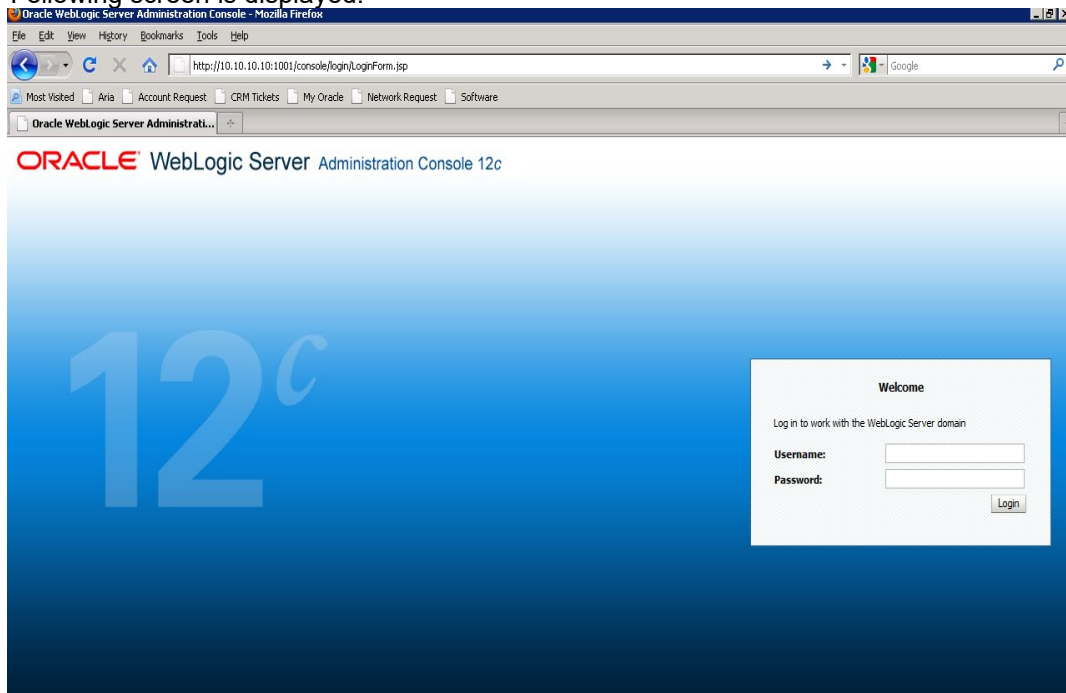 Following screen is displayed:
Oracle WebLogic Server Administration Console - Mozilla Firefox
File Edit View History Bookmarks Tools Help
http://10.10.10.10:1001/console/login/LoginForm.jsp Google
Most Visited Aria Account Request CRM Tickets My Oracle Network Request Software
Oracle WebLogic Server Administrati...
ORACLE WebLogic Server Administration Console 12c
12c
Welcome
Log in to work with the WebLogic Server domain
Username:
Password:
Login